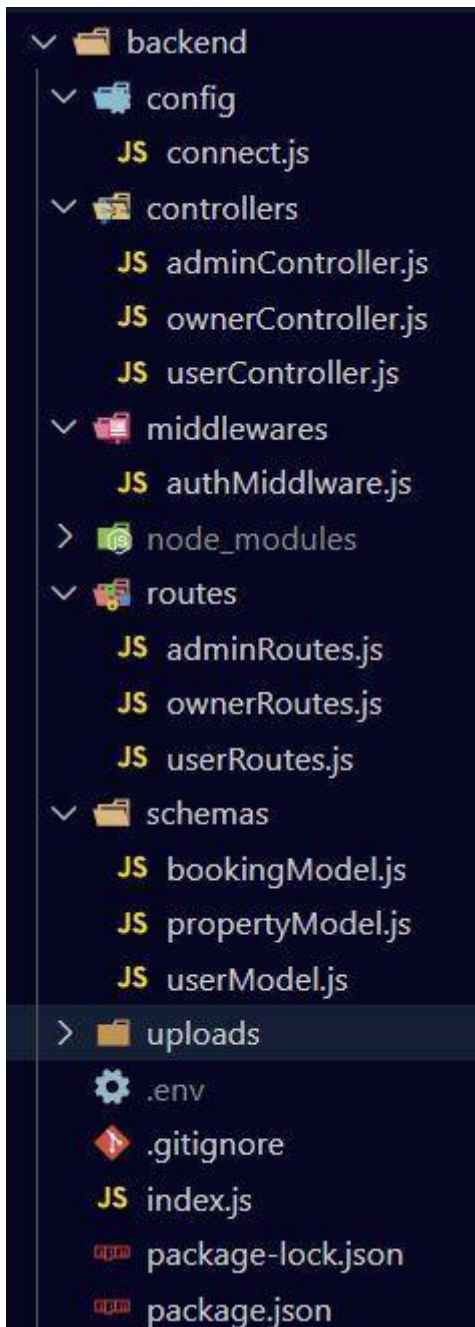 backend
config
JS connect.js
controllers
JS adminController.js
JS ownerController.js
JS userController.js
middlewares
JS authMiddlware.js
node_modules
routes
JS adminRoutes.js
JS ownerRoutes.js
JS userRoutes.js
schemas
JS bookingModel.js
JS propertyModel.js
JS userModel.js
uploads
.env
.gitignore
JS index.js
npm package-lock.json
npm package.json